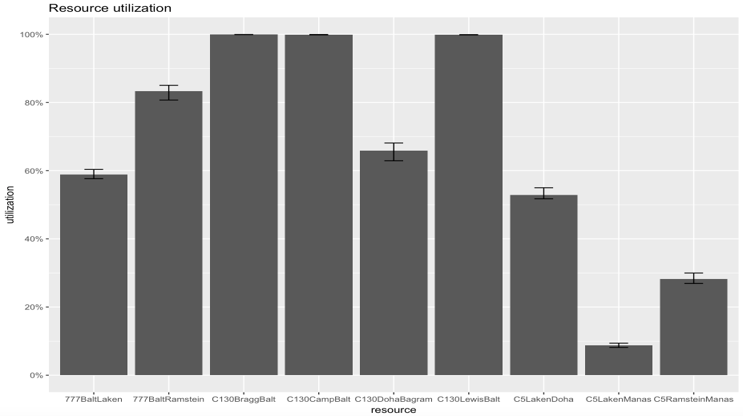 Resource utilization
100%
80%
60%
40%
20%
0%
utilization
777BaltLaken 777BaltRamstein C130BraggBalt C130CampBalt C130DohaBagram C130LewisBalt C5LakenDoha C5LakenManas C5RamsteinManas
resource